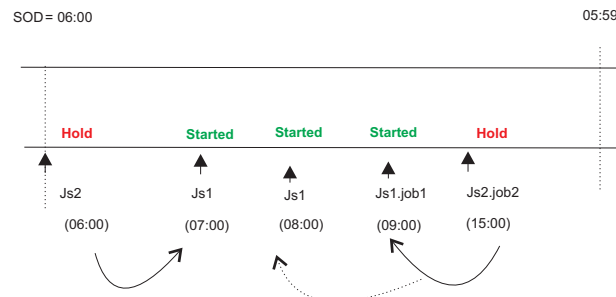 SOD = 06:00
05:59
Hold Started Started Started Hold
Js2 Js1 Js1 Js1.job1 Js2.job2
(06:00) (07:00) (08:00) (09:00) (15:00)